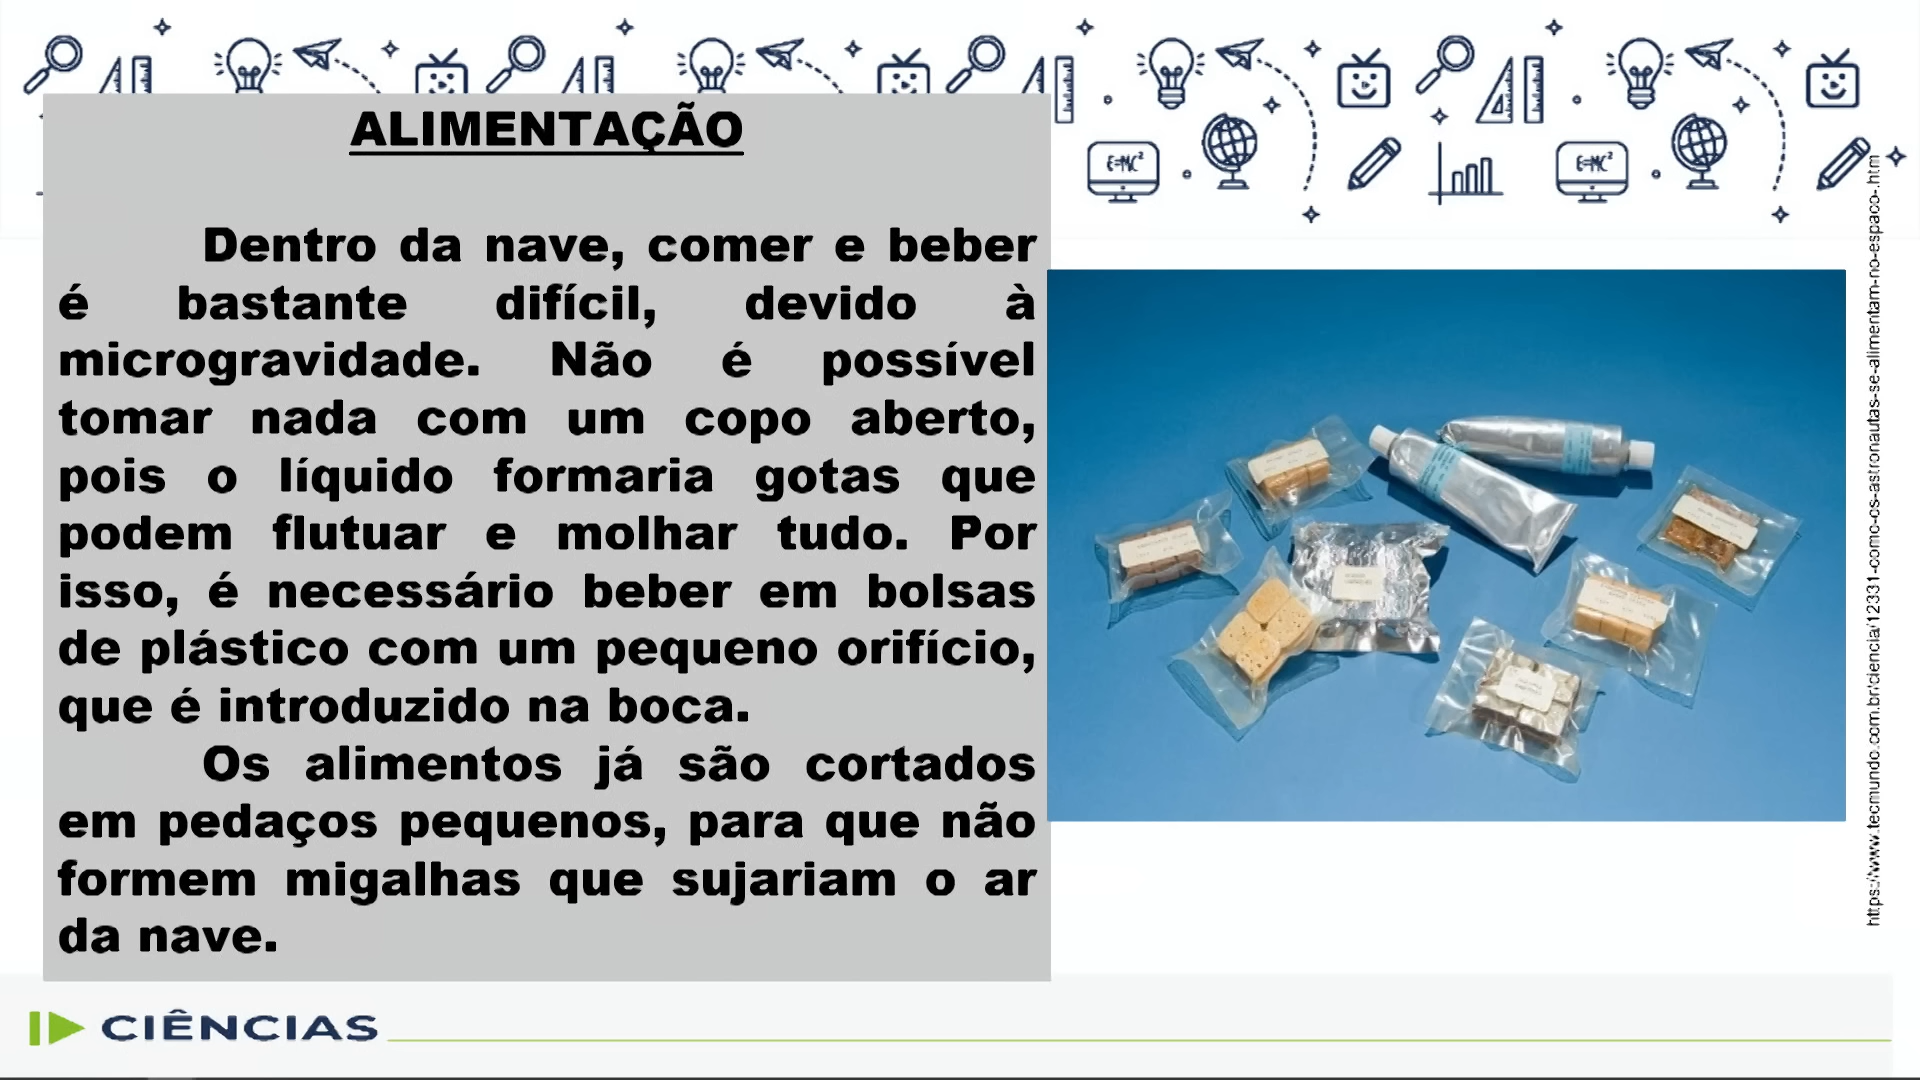 ALIMENTAÇÃO
Dentro da nave, comer e beber
é bastante difícil, devido à
microgravidade. Não é possível
tomar nada com um copo aberto,
pois o líquido formaria gotas que
podem flutuar e molhar tudo. Por
isso, é necessário beber em bolsas
de plástico com um pequeno orifício,
que é introduzido na boca.
Os alimentos já são cortados
em pedaços pequenos, para que não
formem migalhas que sujariam o ar
da nave.
E=MC²
E=MC²
https://www.tecmundo.com.br/ciencia/12331-como-os-astronautas-se-alimentam-no-espaco-.htm
CIÊNCIAS